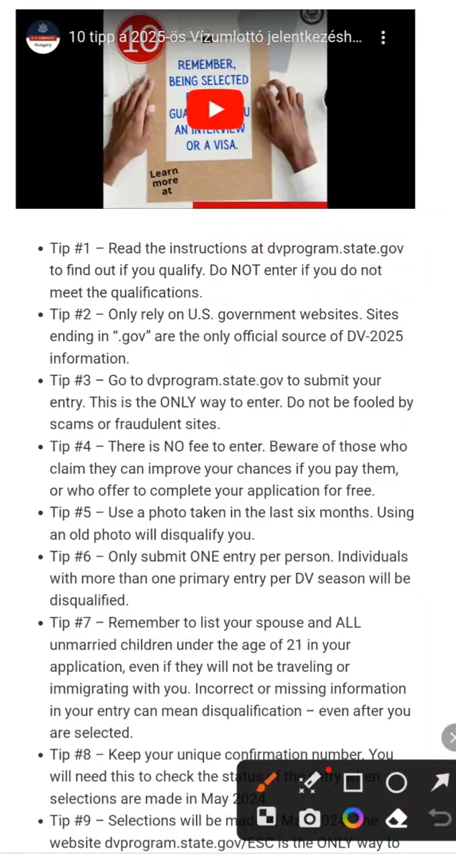 10 tipp a 2025-ös Vízumlottó jelentkezésh...
Hungary
10
REMEMBER,
BEING SELECTED
AN INTERVIEW
OR A VISA.
Learn
more
at
• Tip #1 – Read the instructions at dvprogram.state.gov
to find out if you qualify. Do NOT enter if you do not
meet the qualifications.
• Tip #2 – Only rely on U.S. government websites. Sites
ending in “.gov” are the only official source of DV-2025
information.
• Tip #3 – Go to dvprogram.state.gov to submit your
entry. This is the ONLY way to enter. Do not be fooled by
scams or fraudulent sites.
• Tip #4 – There is NO fee to enter. Beware of those who
claim they can improve your chances if you pay them,
or who offer to complete your application for free.
• Tip #5 – Use a photo taken in the last six months. Using
an old photo will disqualify you.
• Tip #6 – Only submit ONE entry per person. Individuals
with more than one primary entry per DV season will be
disqualified.
• Tip #7 – Remember to list your spouse and ALL
unmarried children under the age of 21 in your
application, even if they will not be traveling or
immigrating with you. Incorrect or missing information
in your entry can mean disqualification – even after you
are selected.
• Tip #8 – Keep your unique confirmation number. You
will need this to check the status of the entry when
selections are made in May 2024.
• Tip #9 – Selections will be made
website dvprogram.state.gov/ESC is the ONLY way to